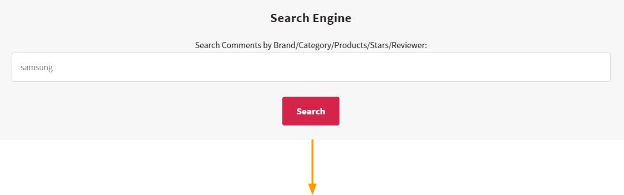 Search Engine
Search Comments by Brand/Category/Products/Stars/Reviewer:
samsung
Search